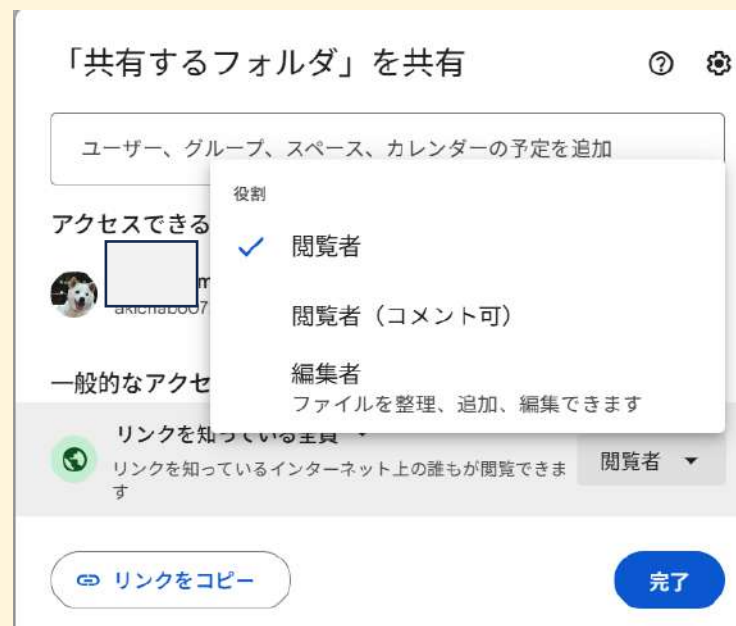 「共有するフォルダ」を共有
ユーザー、グループ、スペース、カレンダーの予定を追加
役割
アクセスできる
閲覧者
閲覧者（コメント可）
編集者
ファイルを整理、追加、編集できます
一般的なアクセ
リンクを知っている全員
リンクを知っているインターネット上の誰もが閲覧できま
す
閲覧者
リンクをコピー
完了